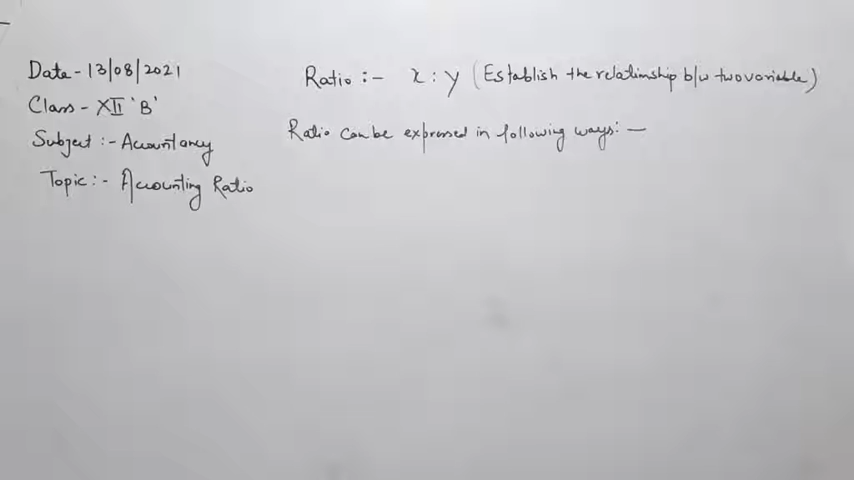 Date - 13/08/2021
Class - XII 'B'
Subject :- Accountancy
Topic :- Accounting Ratio
Ratio :- x : y (Establish the relationship b/w two variable)
Ratio can be expressed in following ways: —